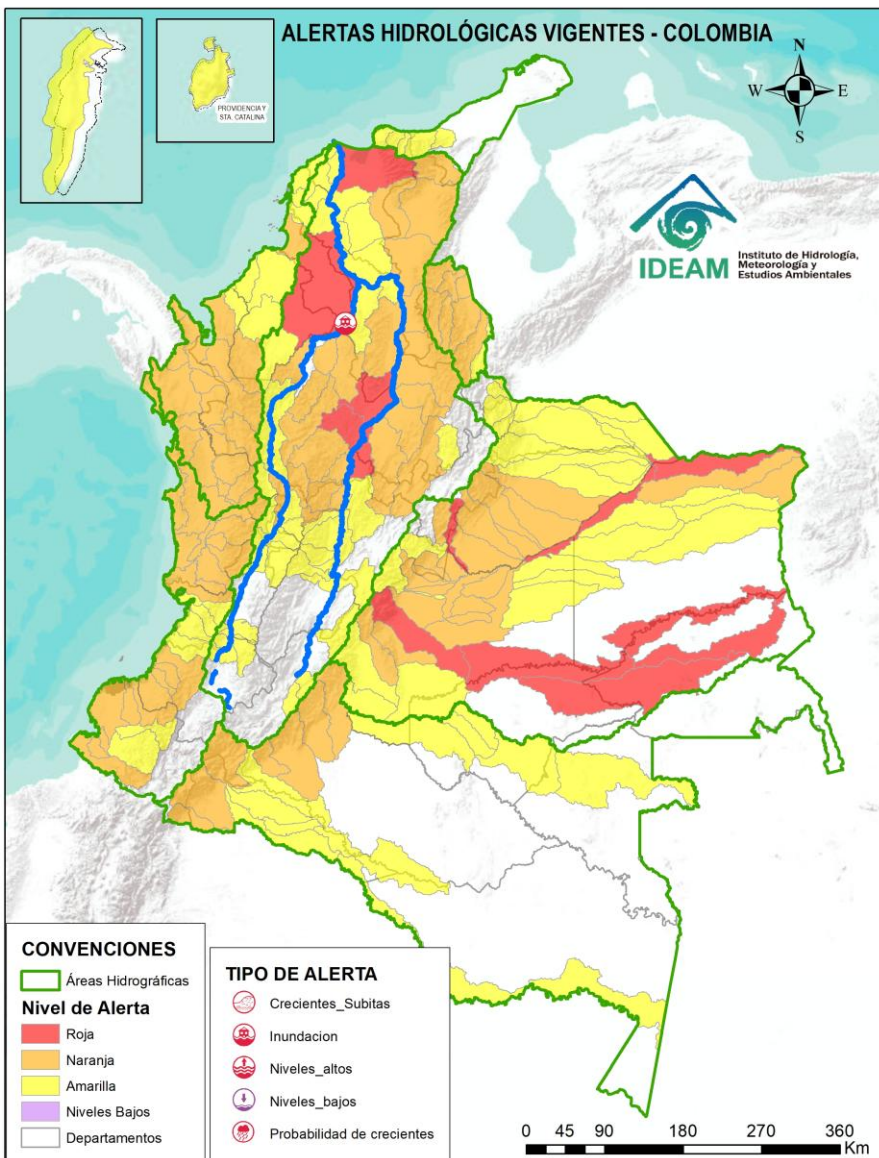 ALERTAS HIDROLÓGICAS VIGENTES - COLOMBIA
PROVIDENCIA Y
STA. CATALINA
N
W
E
S
IDEAM
Instituto de Hidrología,
Meteorología y
Estudios Ambientales
CONVENCIONES
Áreas Hidrográficas
Nivel de Alerta
Roja
Naranja
Amarilla
Niveles Bajos
Departamentos
TIPO DE ALERTA
Crecientes_Subitas
Inundacion
Niveles_altos
Niveles_bajos
Probabilidad de crecientes
0 45 90 180 270 360
Km